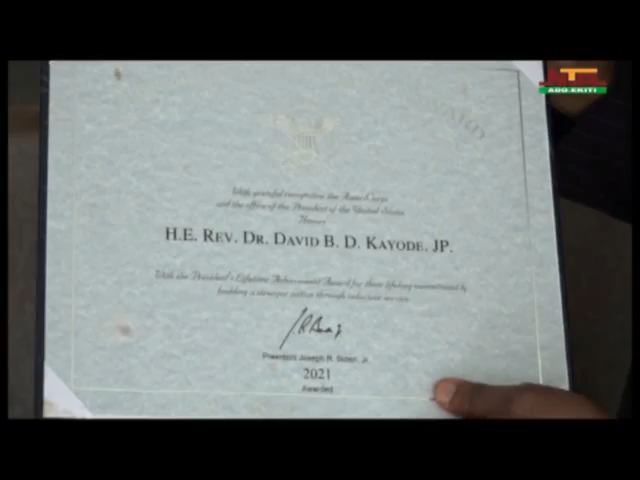 NTA
ADO-EKITI
With grateful recognition the AmeriCorps
and the office of the President of the United States
Honors
H.E. REV. DR. DAVID B. D. KAYODE, JP.
With the President's Lifetime Achievement Award for their lifelong commitment to
building a stronger nation through volunteer service
President Joseph R. Biden, Jr.
2021
Awarded